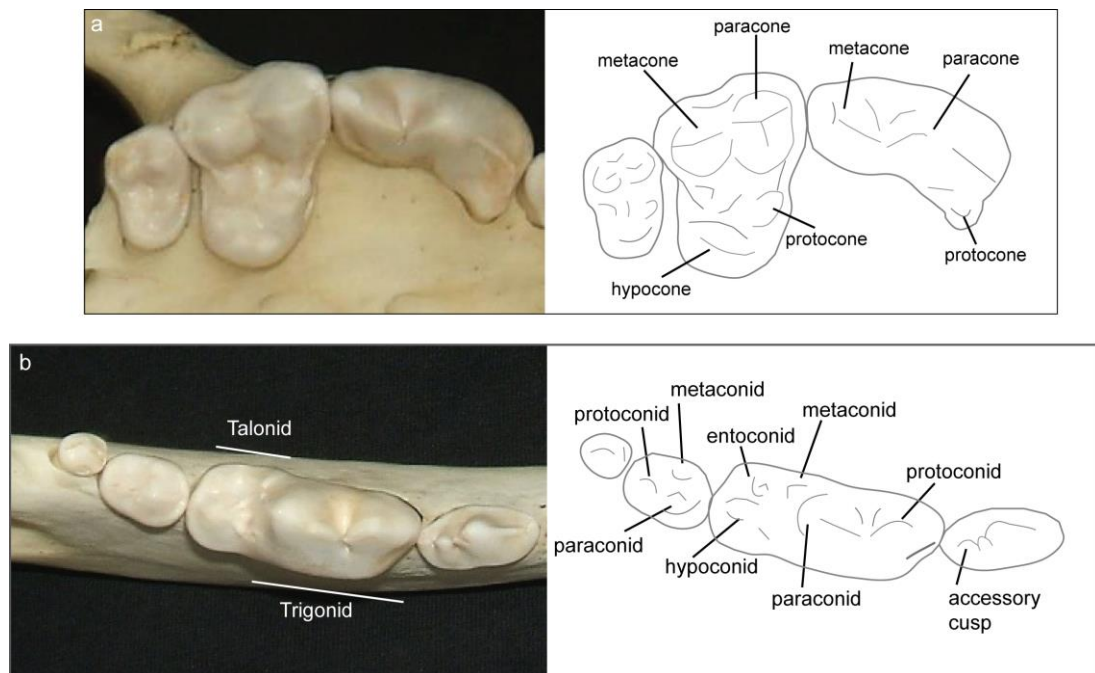 a
paracone
metacone
metacone
paracone
protocone
protocone
hypocone
b
Talonid
Trigonid
metaconid
protoconid
metaconid
entoconid
protoconid
paraconid
hypoconid
paraconid
accessory
cusp